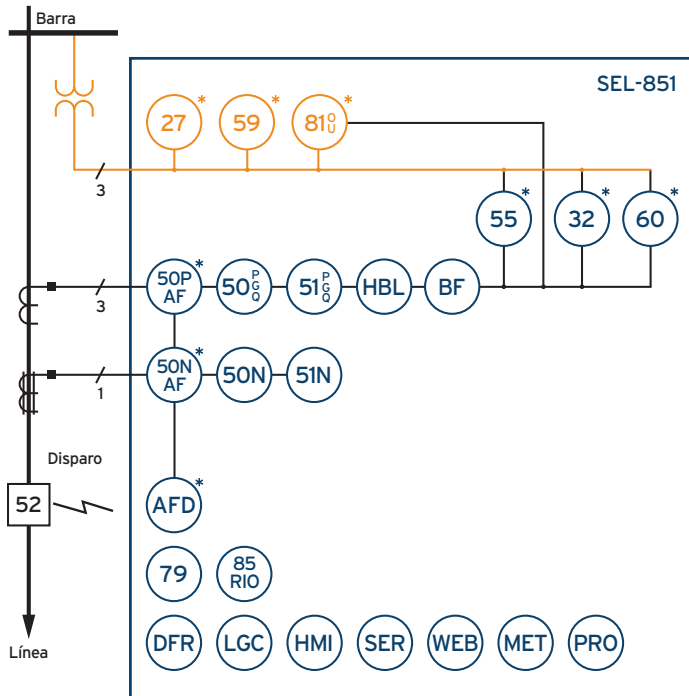 Barra
SEL-851
27*
59*
81 O U*
3
55*
32*
60*
50P AF*
50 P G Q
51 P G Q
HBL
BF
3
50N AF*
50N
51N
1
Disparo
52
AFD*
79
85 RIO
DFR
LGC
HMI
SER
WEB
MET
PRO
Línea